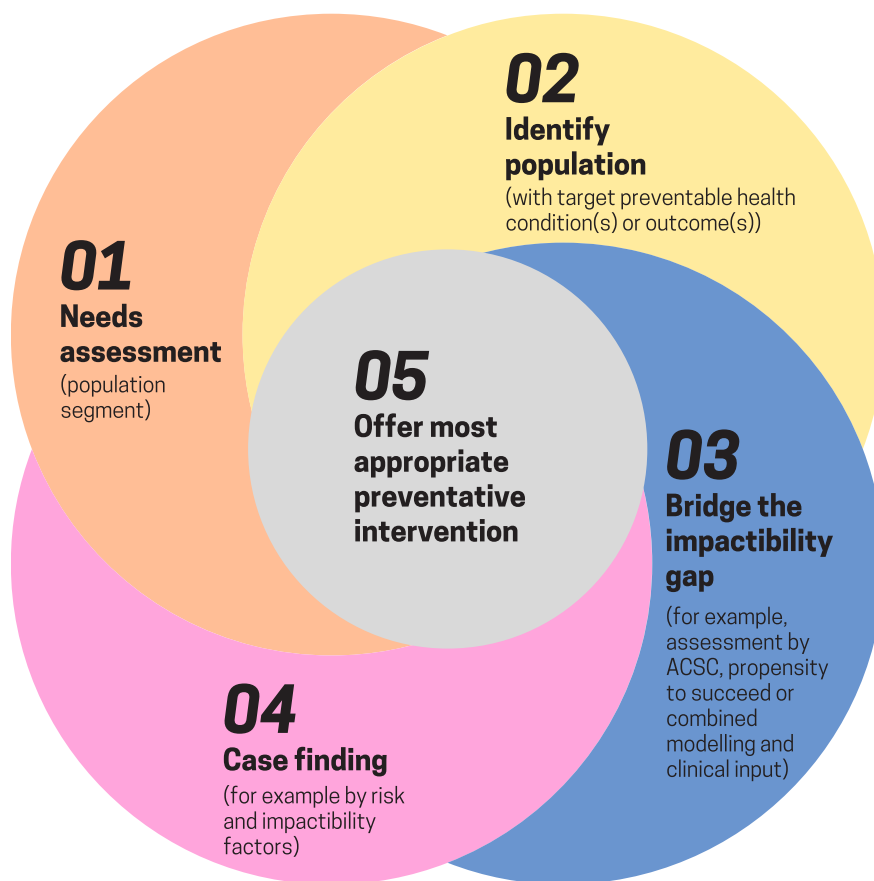 01
Needs
assessment
(population
segment)
02
Identify
population
(with target preventable health
condition(s) or outcome(s))
03
Bridge the
impactibility
gap
(for example,
assessment by
ACSC, propensity
to succeed or
combined
modelling and
clinical input)
04
Case finding
(for example by risk
and impactibility
factors)
05
Offer most
appropriate
preventative
intervention